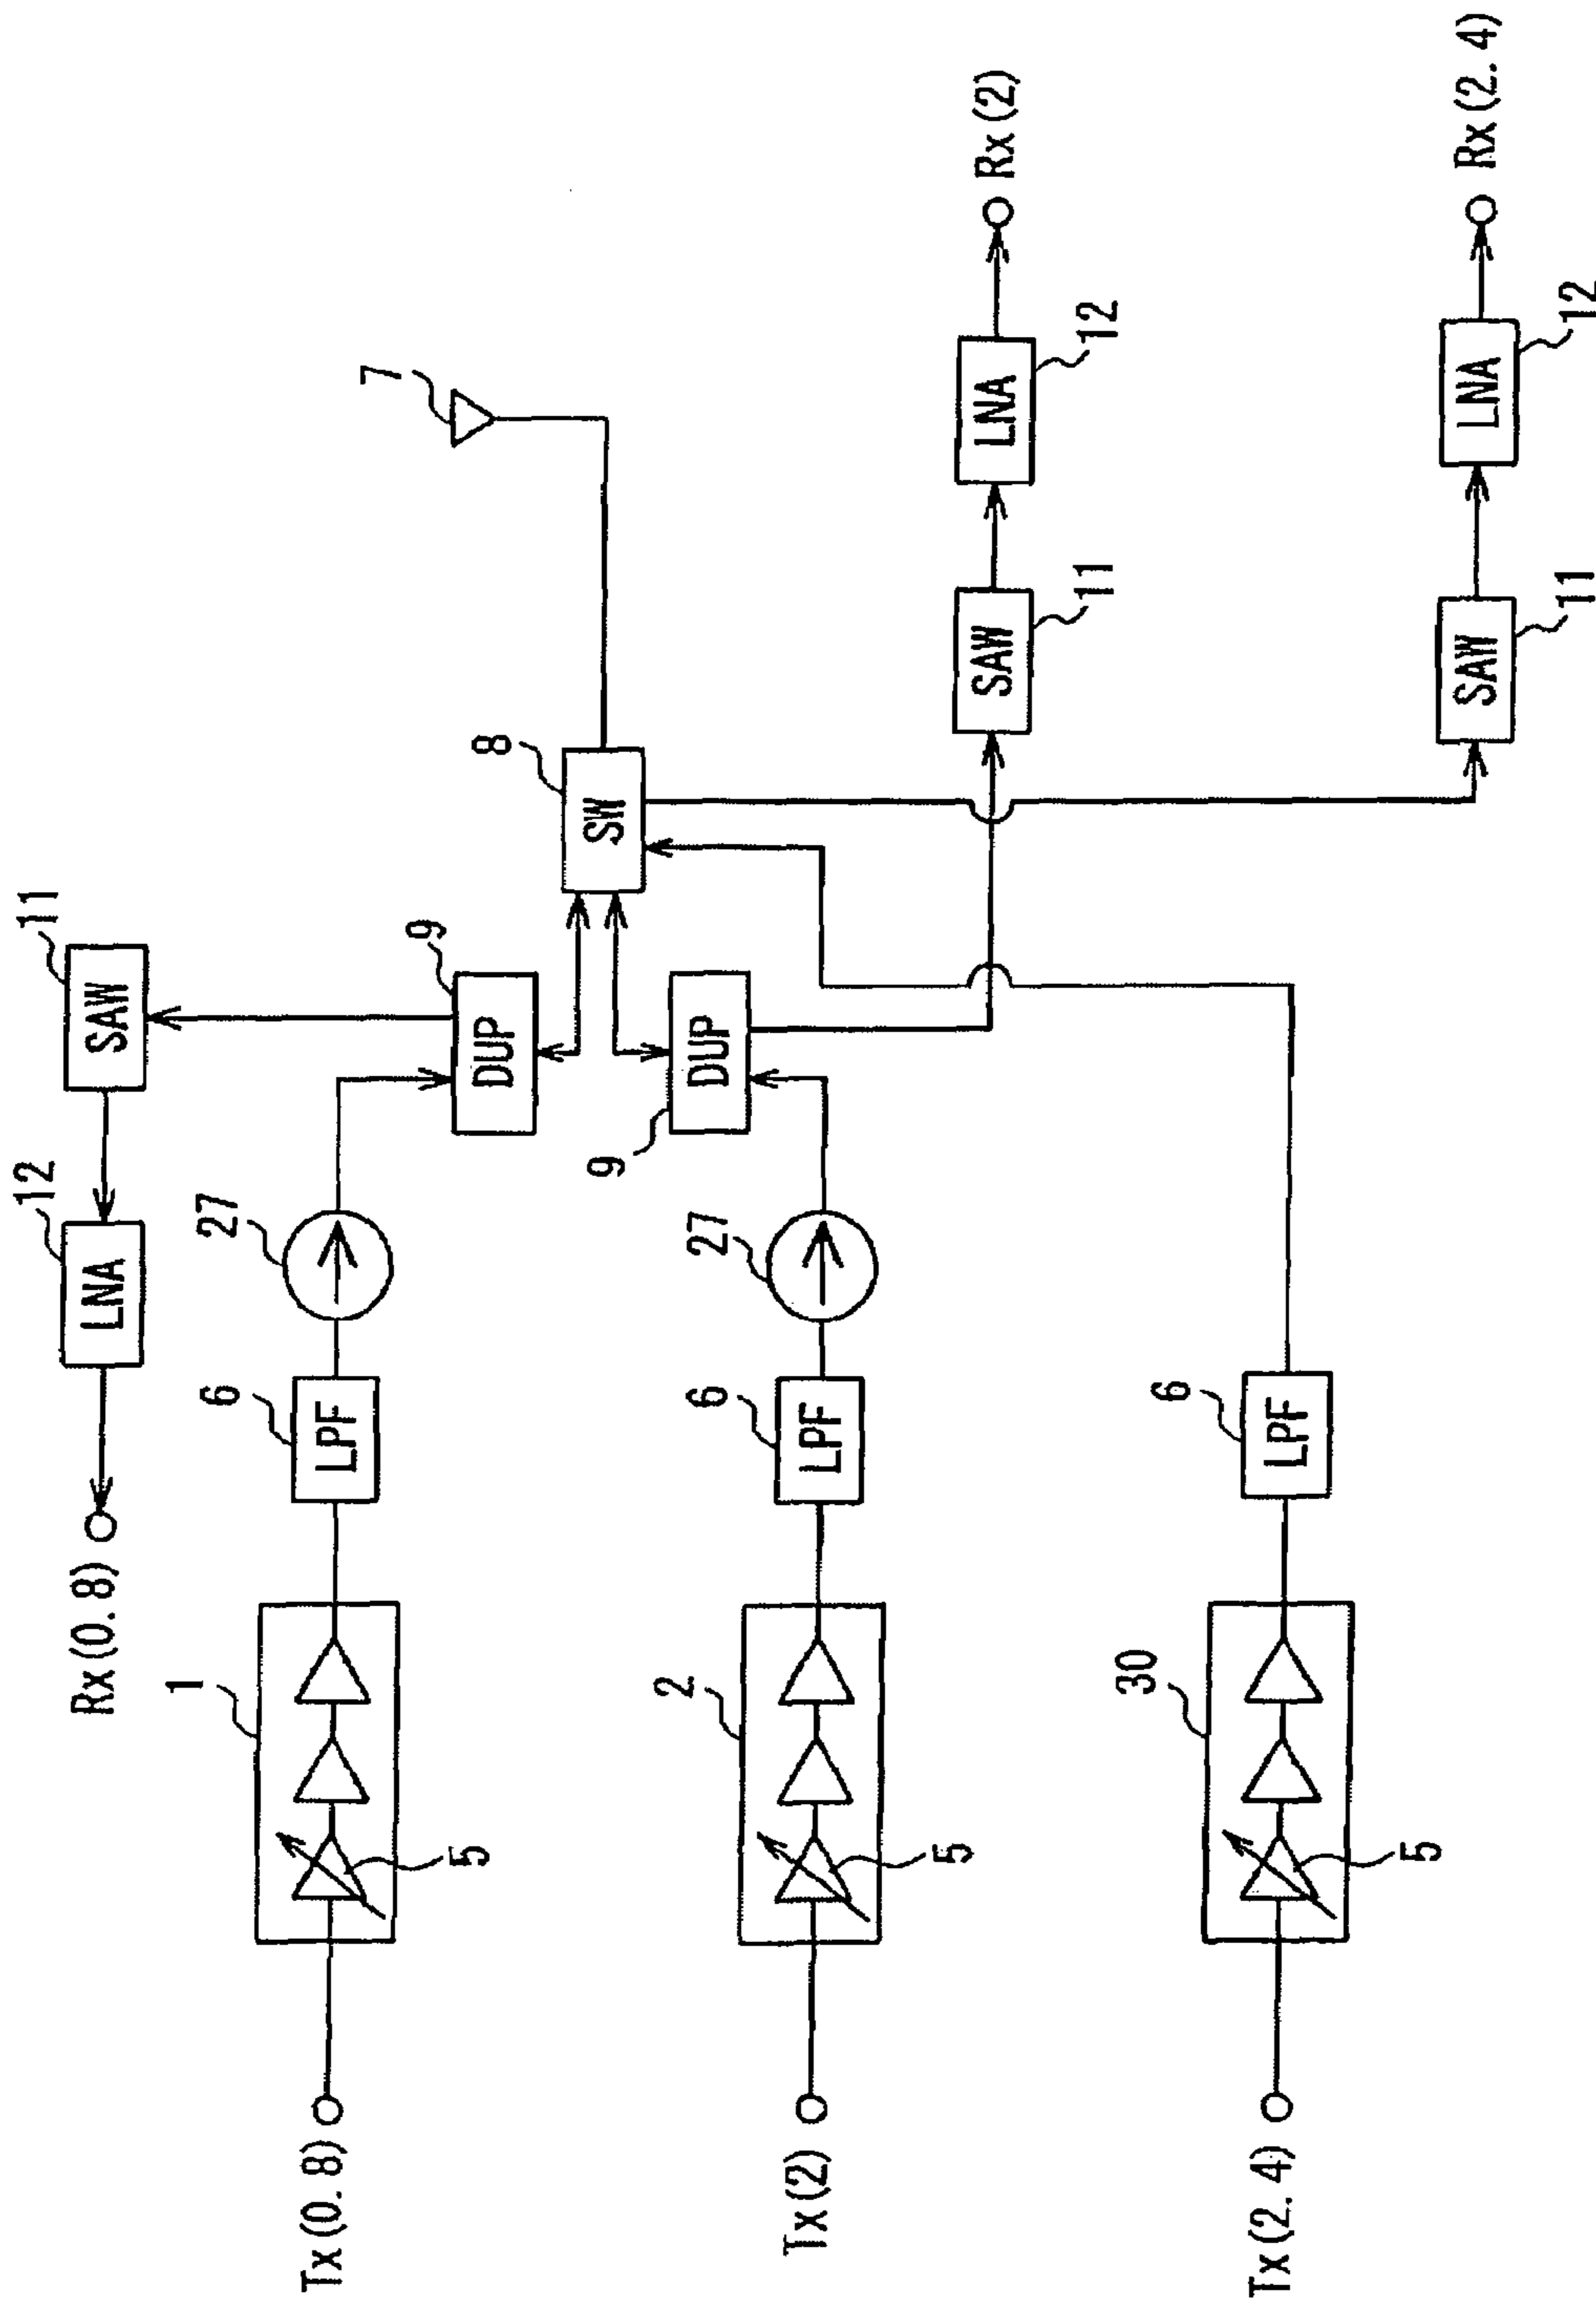 11
SAW
12
LNA
Rx (0. 8)
7
8
SW
9
DUP
27
6
LPF
1
5
Tx (0. 8)
9
DUP
27
6
LPF
2
5
Tx (2)
Rx (2)
LNA
12
SAW
11
6
LPF
30
5
Tx (2. 4)
Rx (2. 4)
LNA
12
SAW
11